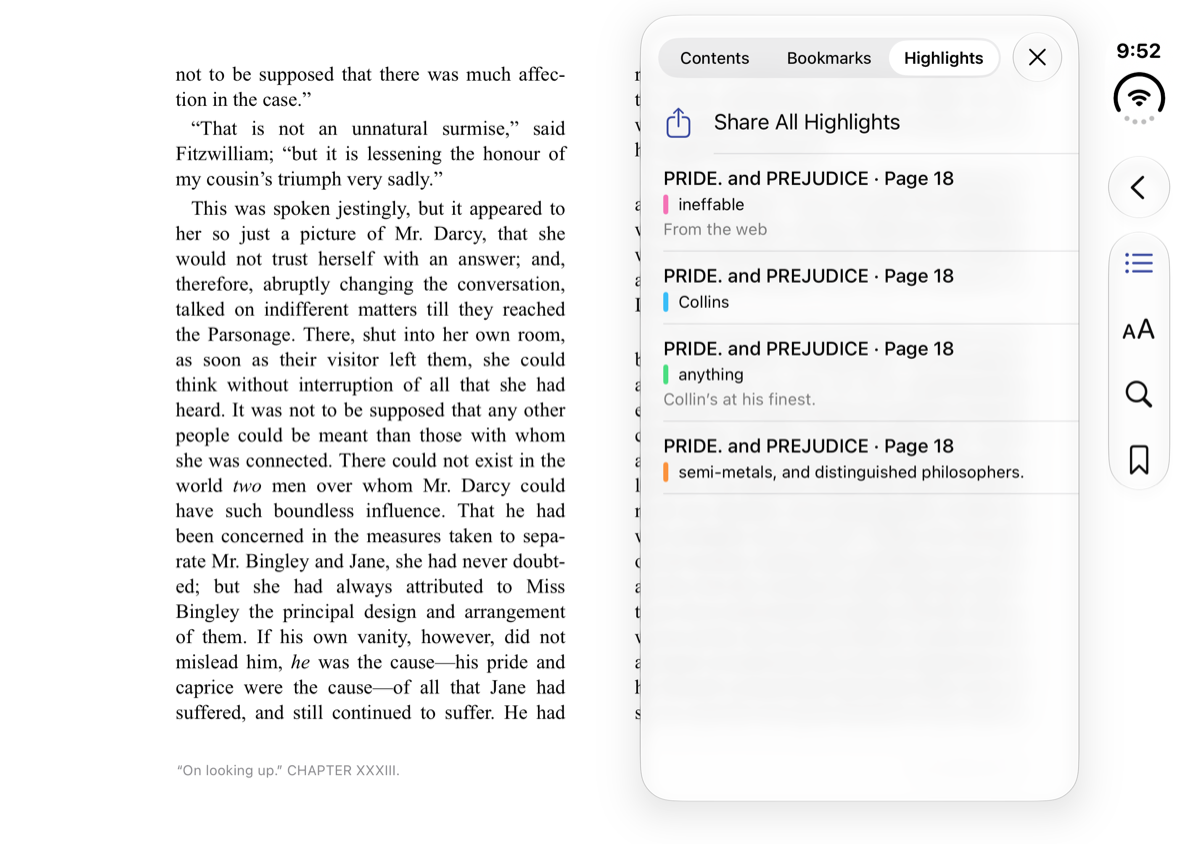 not to be supposed that there was much affec-
tion in the case.”
“That is not an unnatural surmise,” said
Fitzwilliam; “but it is lessening the honour of
my cousin’s triumph very sadly.”
This was spoken jestingly, but it appeared to
her so just a picture of Mr. Darcy, that she
would not trust herself with an answer; and,
therefore, abruptly changing the conversation,
talked on indifferent matters till they reached
the Parsonage. There, shut into her own room,
as soon as their visitor left them, she could
think without interruption of all that she had
heard. It was not to be supposed that any other
people could be meant than those with whom
she was connected. There could not exist in the
world two men over whom Mr. Darcy could
have such boundless influence. That he had
been concerned in the measures taken to sepa-
rate Mr. Bingley and Jane, she had never doubt-
ed; but she had always attributed to Miss
Bingley the principal design and arrangement
of them. If his own vanity, however, did not
mislead him, he was the cause—his pride and
caprice were the cause—of all that Jane had
suffered, and still continued to suffer. He had
“On looking up.” CHAPTER XXXIII.
Contents Bookmarks Highlights
Share All Highlights
PRIDE. and PREJUDICE · Page 18
ineffable
From the web
PRIDE. and PREJUDICE · Page 18
Collins
PRIDE. and PREJUDICE · Page 18
anything
Collin’s at his finest.
PRIDE. and PREJUDICE · Page 18
semi-metals, and distinguished philosophers.
9:52
AA